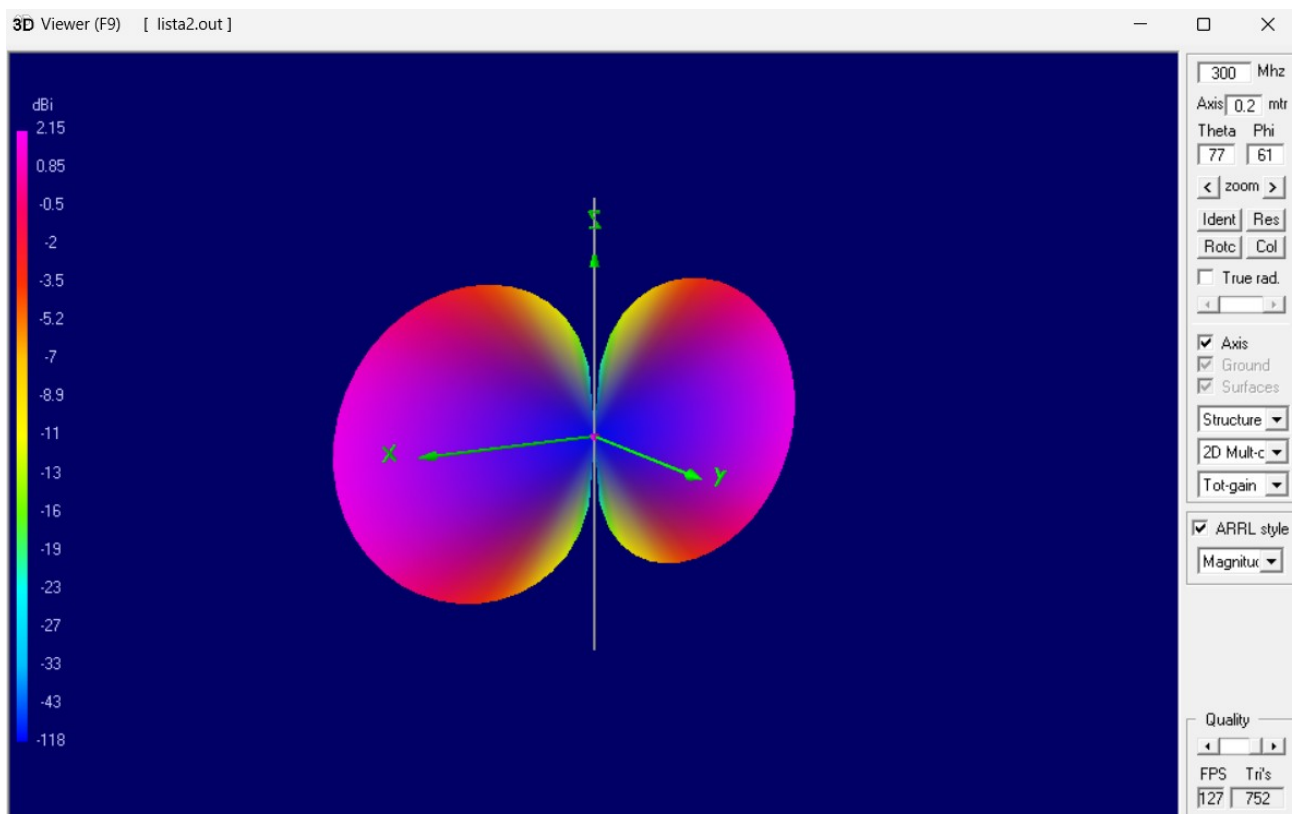 3D Viewer (F9) [ lista2.out ]
dBi
2.15
0.85
-0.5
-2
-3.5
-5.2
-7
-8.9
-11
-13
-16
-19
-23
-27
-33
-43
-118
Z
X
y
300 Mhz
Axis 0.2 mtr
Theta Phi
77 61
< zoom >
Ident Res
Rotc Col
True rad.
Axis
Ground
Surfaces
Structure
2D Mult-c
Tot-gain
ARRL style
Magnituc
Quality
FPS Tri's
127 752